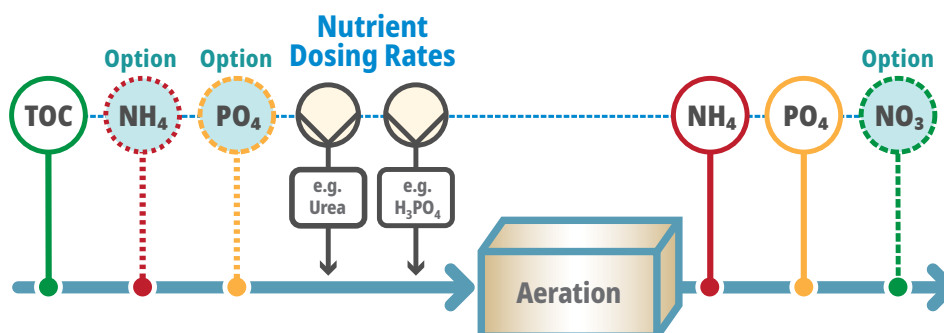 Nutrient
Dosing Rates
Option
Option
Option
TOC
NH₄
PO₄
NH₄
PO₄
NO₃
e.g.
Urea
e.g.
H₃PO₄
Aeration